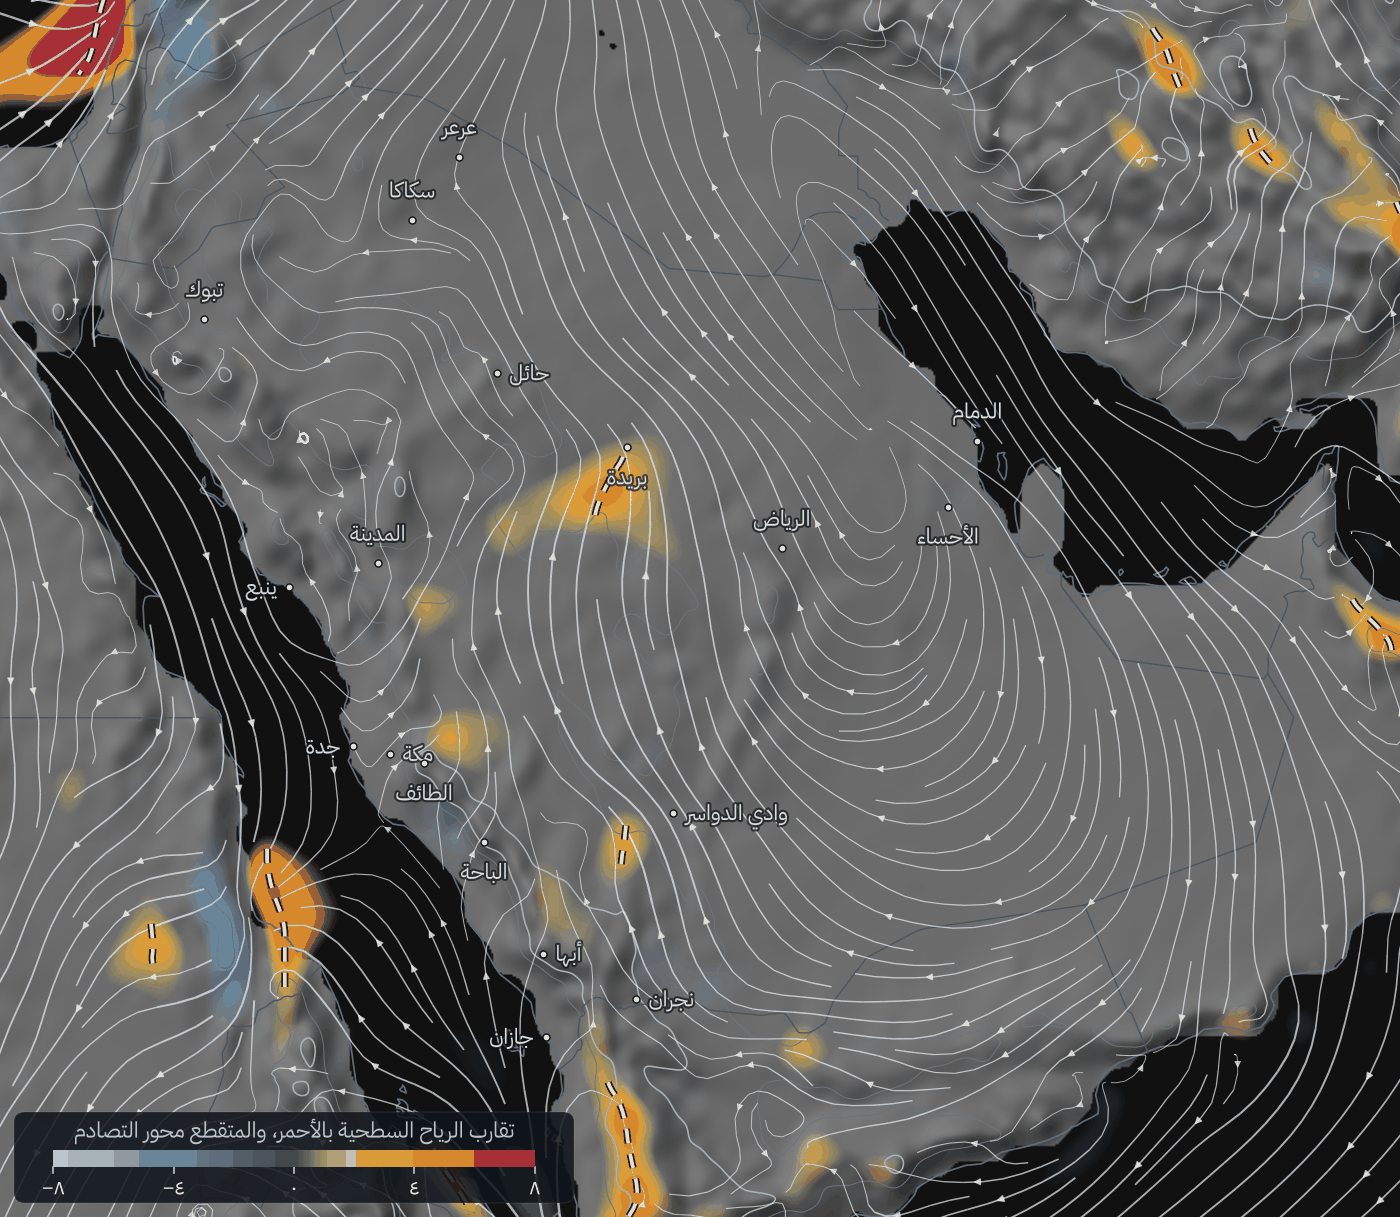 عرعر
سكاكا
تبوك
حائل
الدمام
بريدة
الرياض
الأحساء
المدينة
ينبع
جدة
مكة
الطائف
وادي الدواسر
الباحة
أبها
نجران
جازان
تقارب الرياح السطحية بالأحمر، والمتقطع محور التصادم
−٨ −٤ ٠ ٤ ٨